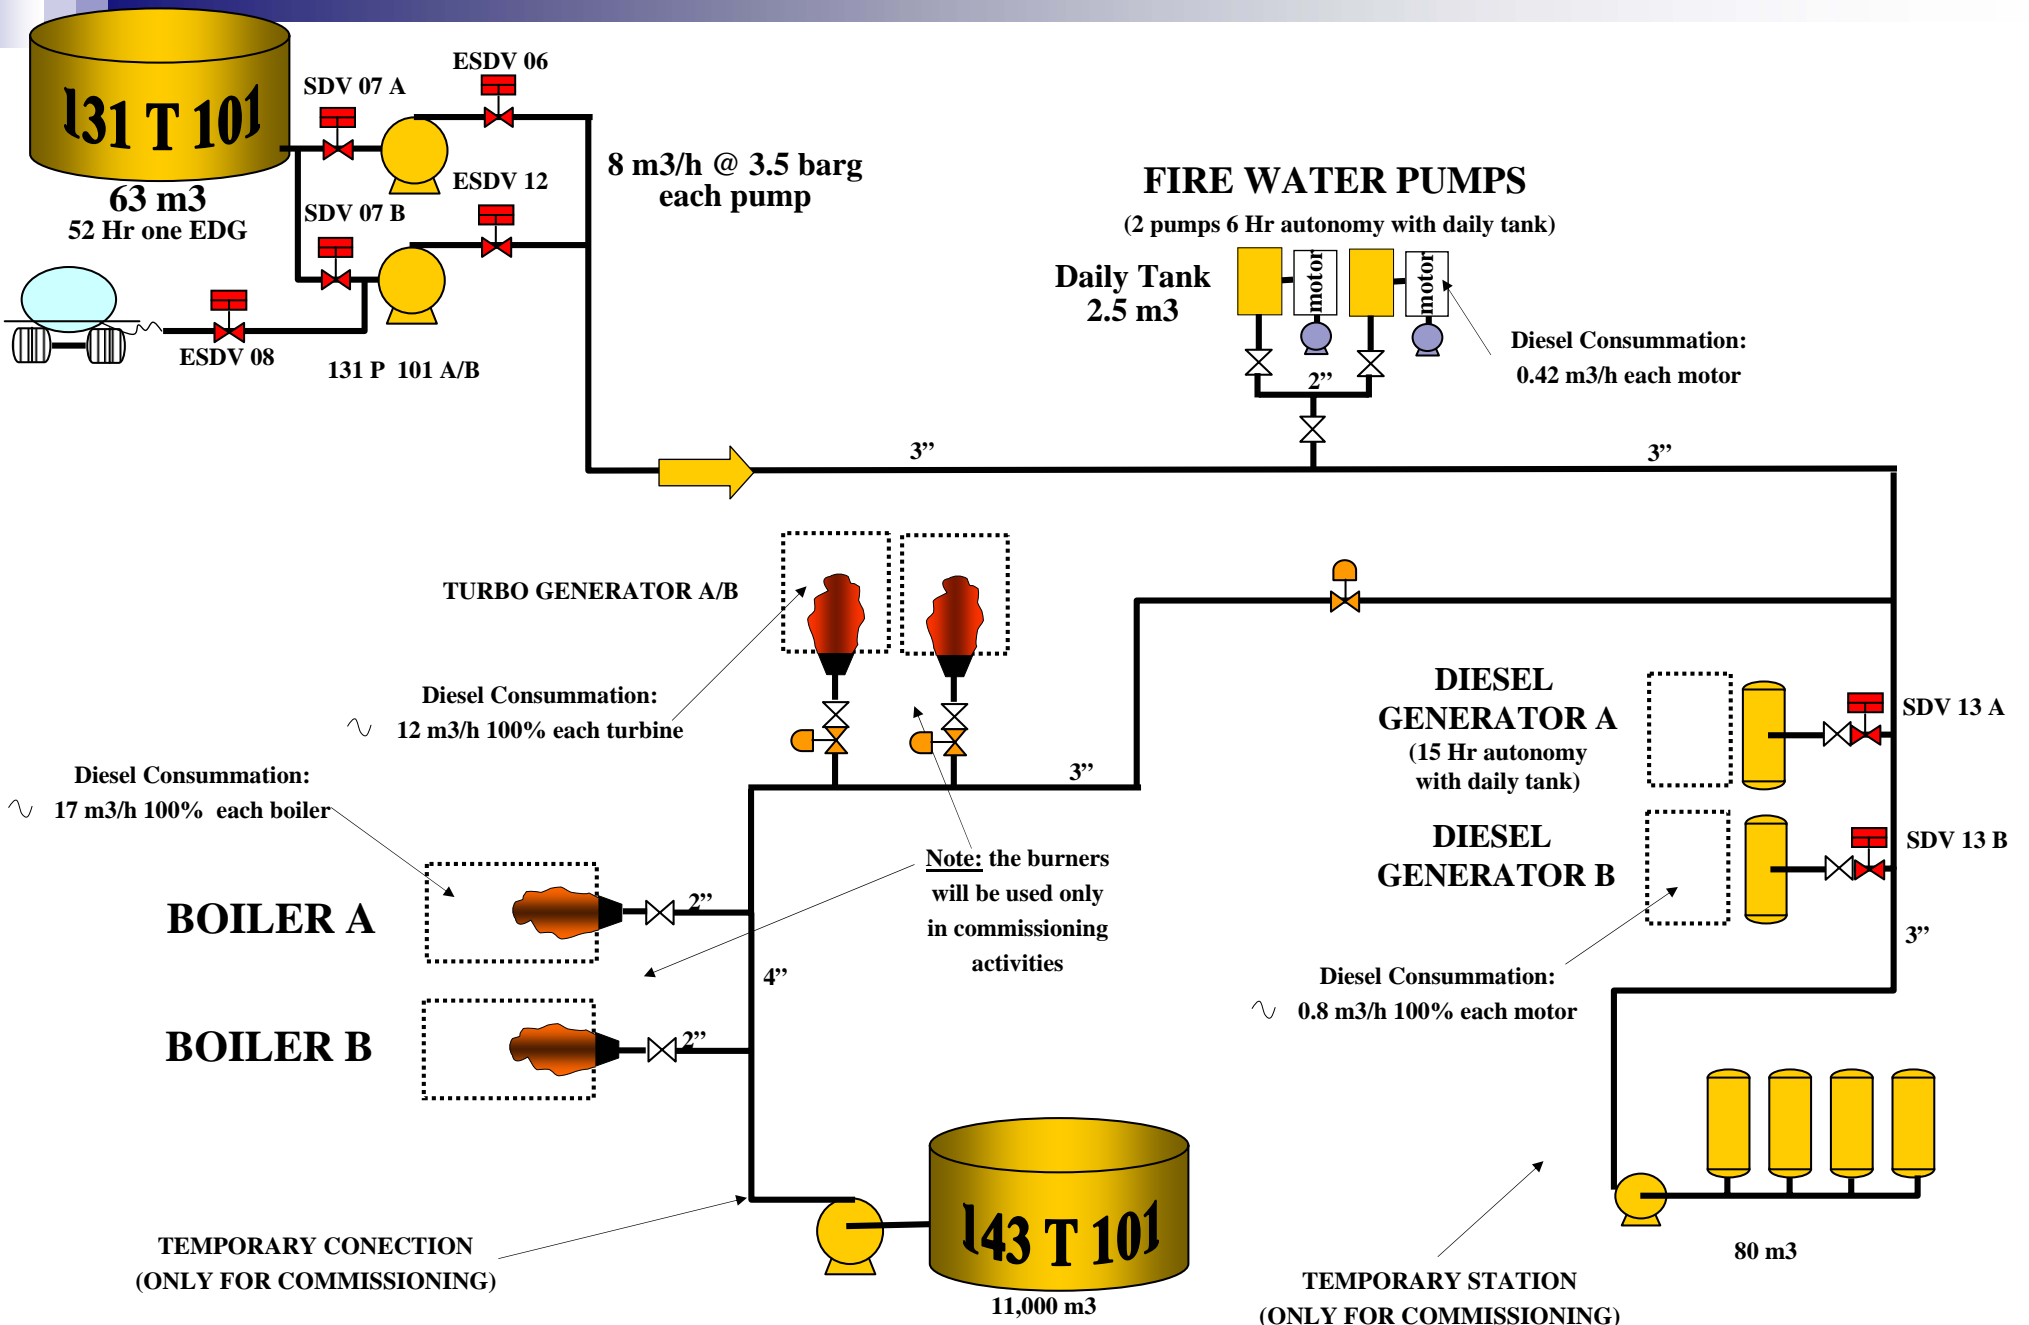 131 T 101
63 m3
52 Hr one EDG
SDV 07 A
ESDV 06
SDV 07 B
ESDV 12
ESDV 08
131 P 101 A/B
8 m3/h @ 3.5 barg
each pump
FIRE WATER PUMPS
(2 pumps 6 Hr autonomy with daily tank)
Daily Tank
2.5 m3
motor
motor
Diesel Consummation:
0.42 m3/h each motor
2”
3”
3”
TURBO GENERATOR A/B
Diesel Consummation:
12 m3/h 100% each turbine
Diesel Consummation:
17 m3/h 100% each boiler
3”
DIESEL
GENERATOR A
(15 Hr autonomy
with daily tank)
SDV 13 A
DIESEL
GENERATOR B
SDV 13 B
3”
Diesel Consummation:
0.8 m3/h 100% each motor
Note: the burners
will be used only
in commissioning
activities
BOILER A
2”
4”
BOILER B
2”
TEMPORARY CONECTION
(ONLY FOR COMMISSIONING)
143 T 101
11,000 m3
80 m3
TEMPORARY STATION
(ONLY FOR COMMISSIONING)